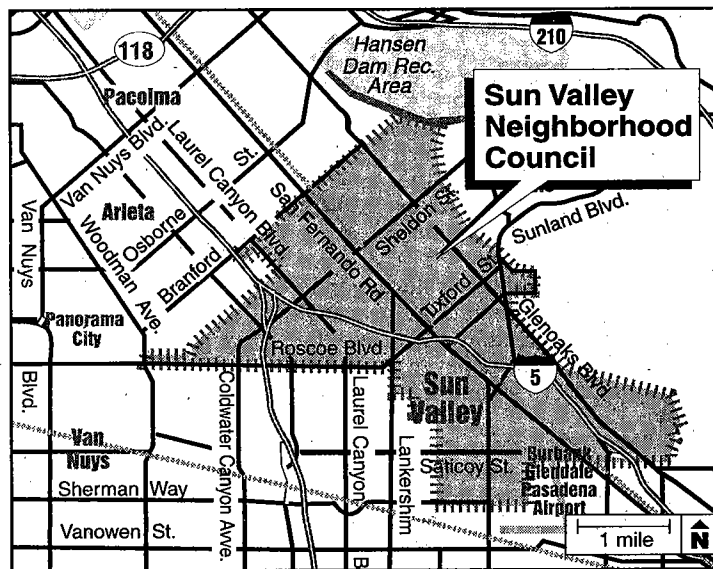 118
Hansen
Dam Rec.
Area
210
Pacoima
Sun Valley
Neighborhood
Council
Van Nuys Blvd.
Laurel Canyon Blvd.
St.
Osborne
Arleta
Branford
San Fernando Rd.
Sheldon St.
Sunland Blvd.
Van Nuys
Woodman Ave.
Tuxford St.
Glenoaks Blvd
Panorama
City
Roscoe Blvd.
5
Blvd.
Coldwater Canyon Avve.
Laurel Canyon
B
Lankershim
Sun
Valley
Van
Nuys
Saticoy St.
Burbank
Glendale
Pasadena
Airport
Sherman Way
Vanowen St.
1 mile
N